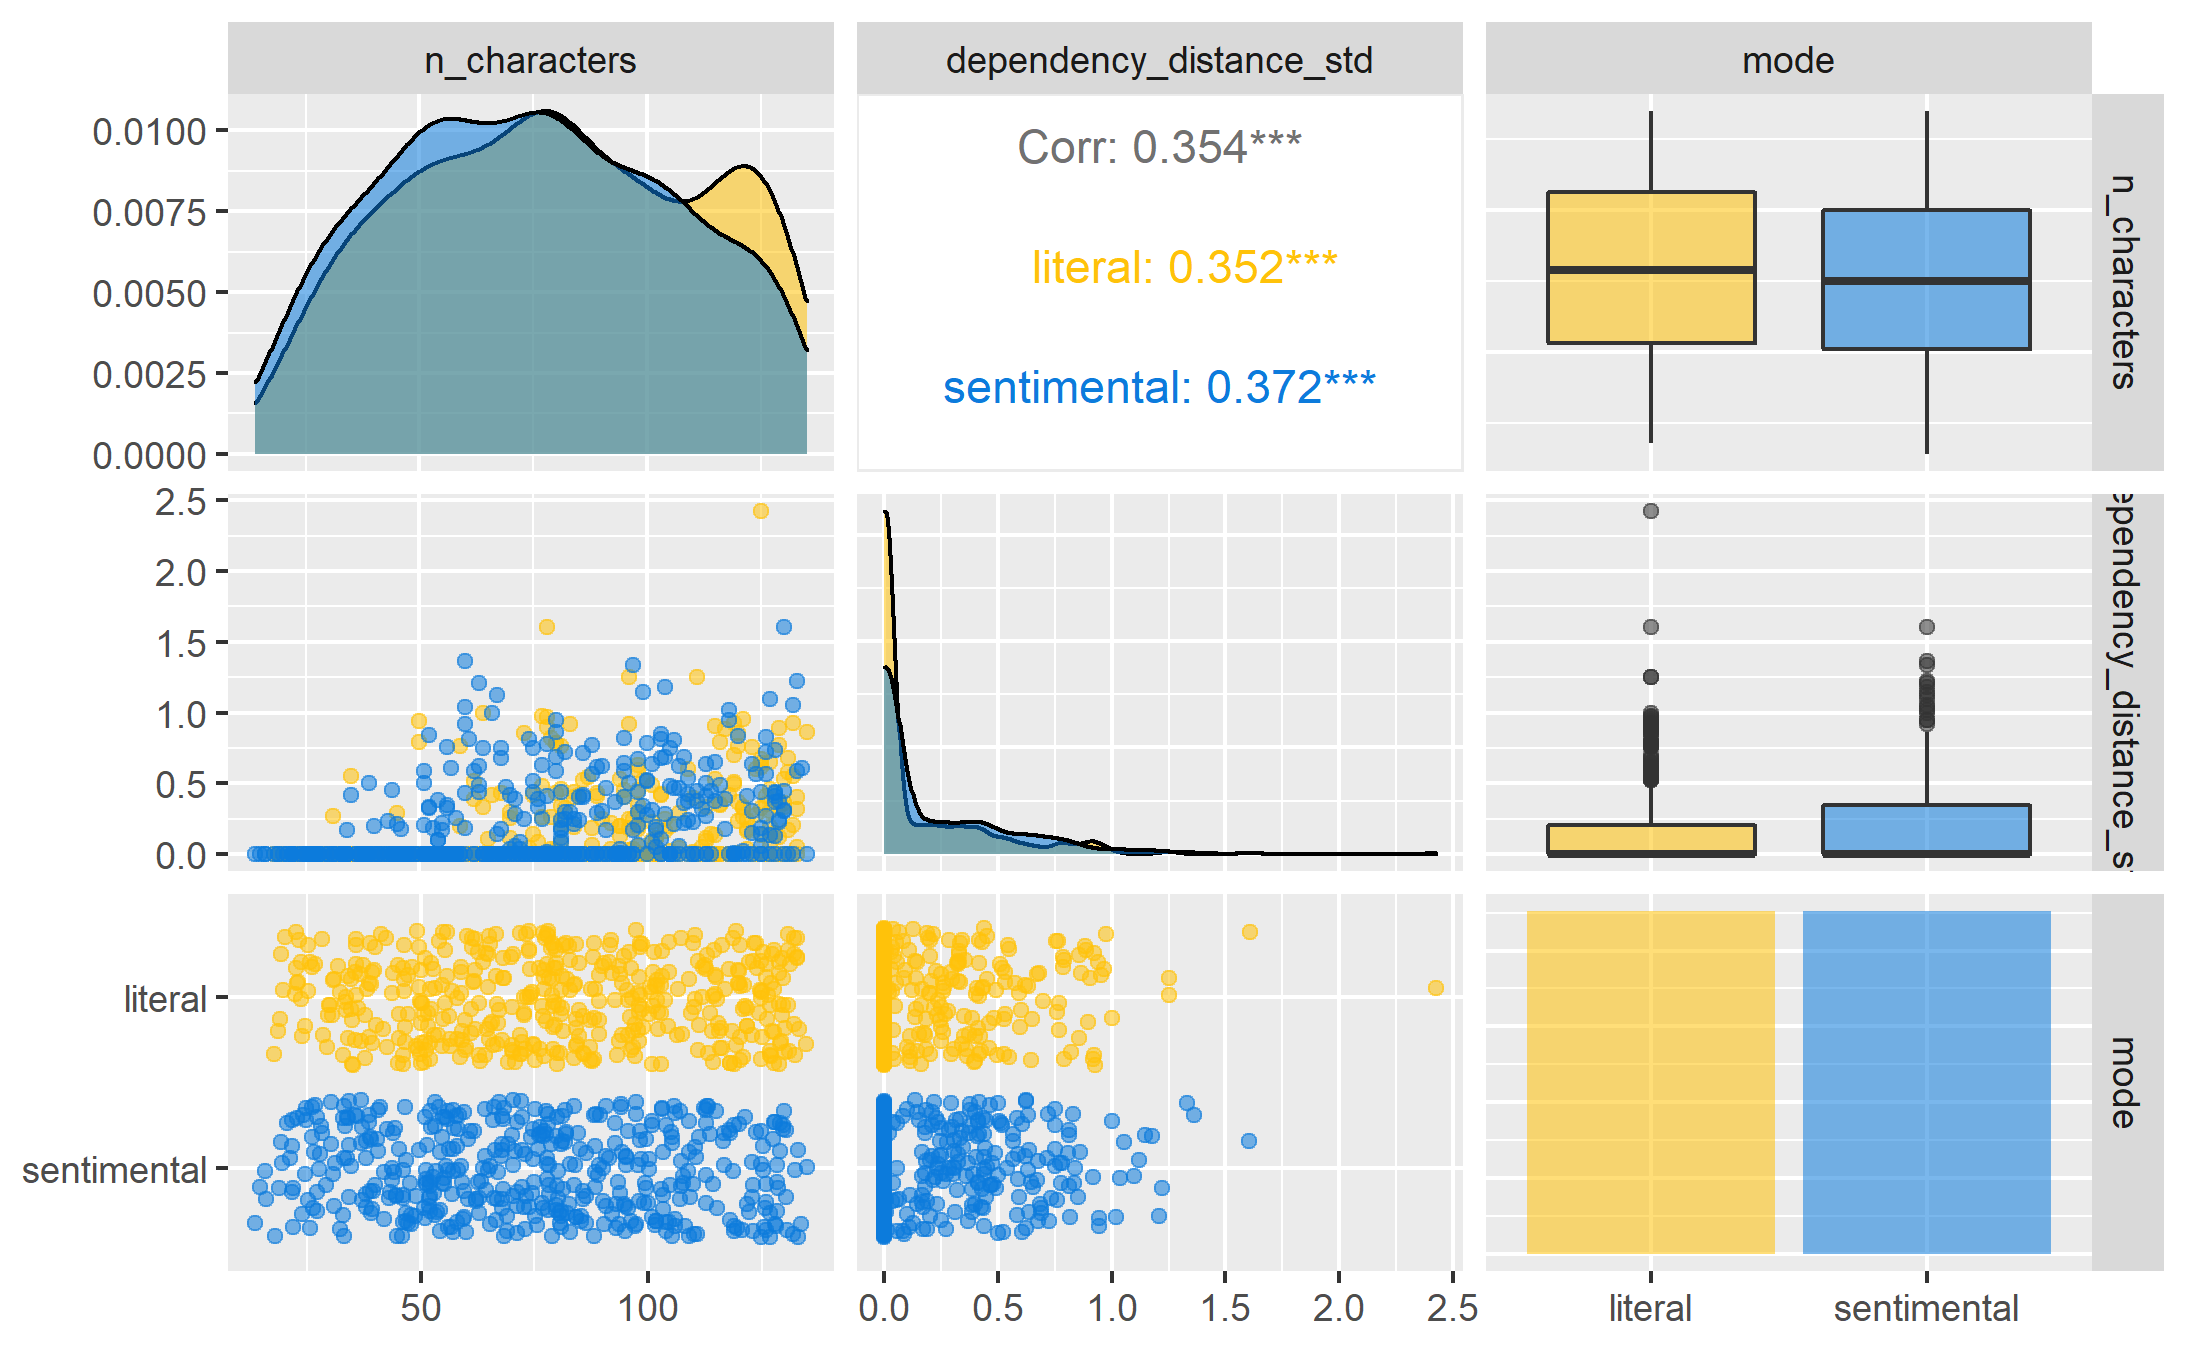 n_characters dependency_distance_std mode
0.0100
0.0075
0.0050
0.0025
0.0000
Corr: 0.354***
literal: 0.352***
sentimental: 0.372***
n_characters
2.5
2.0
1.5
1.0
0.5
0.0
ependency_distance_s
literal
sentimental
mode
50 100
0.0 0.5 1.0 1.5 2.0 2.5
literal sentimental